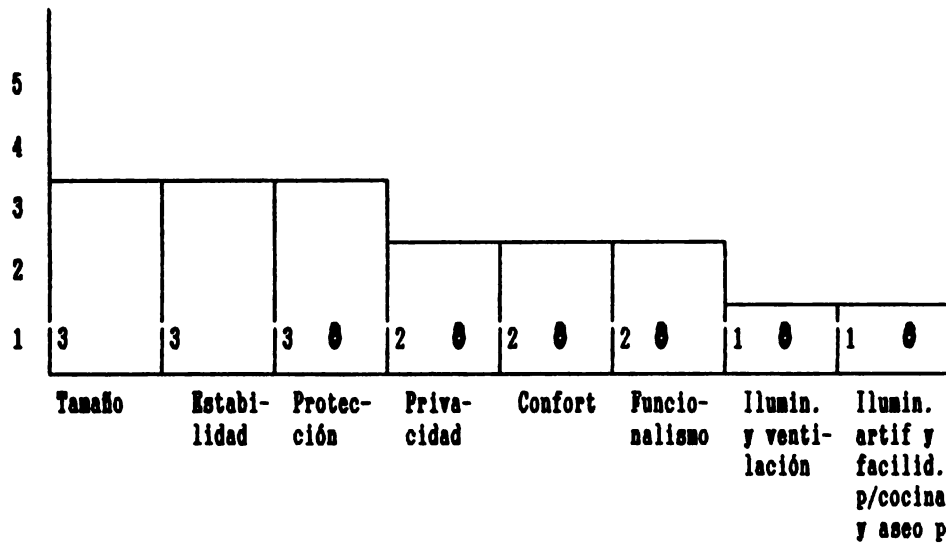 5
4
3
2
1 3 3 3 θ 2 θ 2 θ 2 θ 1 θ 1 θ
Tamaño Estabi- Protec- Priva- Confort Funcio- Ilumin. Ilumin.
lidad ción cidad nalismo y venti- artif y
lación facilid.
p/cocina
y aseo p